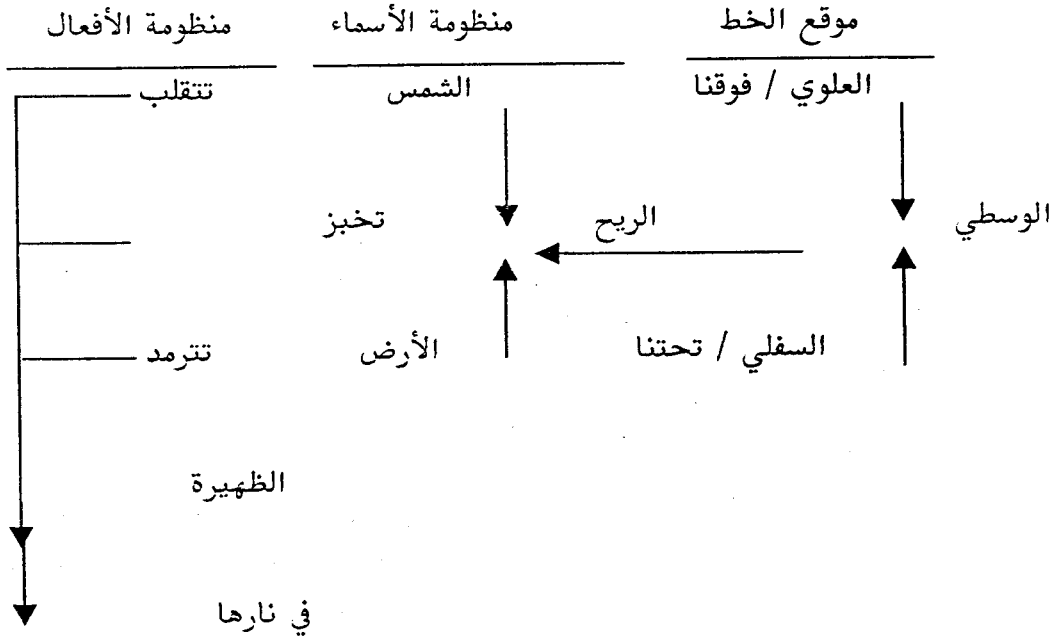 موقع الخط	منظومة الأسماء	منظومة الأفعال
العلوي / فوقنا	الشمس	تتقلب
الوسطي	الريح	تخبز
السفلي / تحتنا	الأرض	تترمد
الظهيرة
في نارها